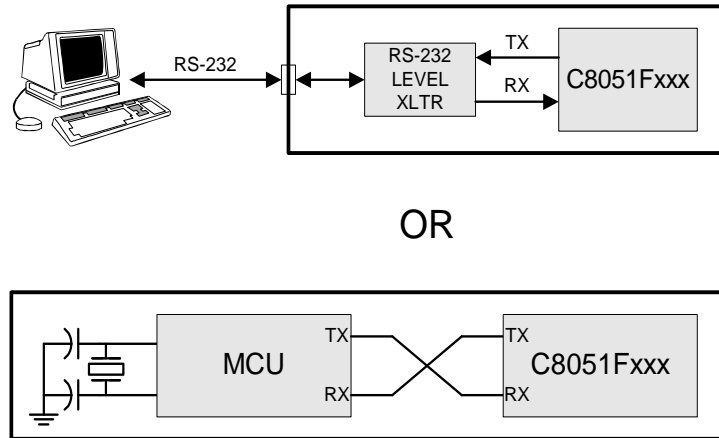 RS-232
RS-232
LEVEL
XLTR
TX
RX
C8051Fxxx
OR
MCU
TX
RX
TX
RX
C8051Fxxx